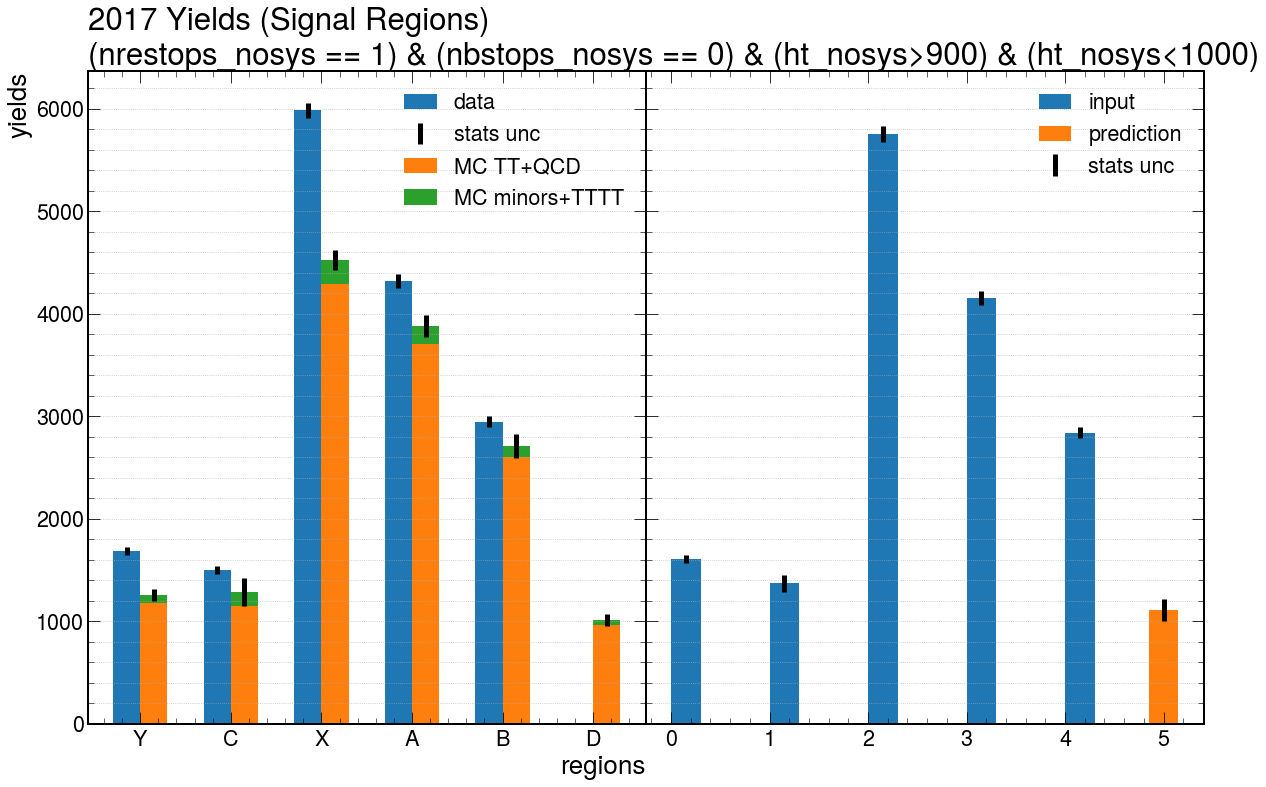 2017 Yields (Signal Regions)
(nrestops_nosys == 1) & (nbstops_nosys == 0) & (ht_nosys>900) & (ht_nosys<1000)
yields
6000
5000
4000
3000
2000
1000
0
data
stats unc
MC TT+QCD
MC minors+TTTT
input
prediction
stats unc
Y C X A B D
0 1 2 3 4 5
regions